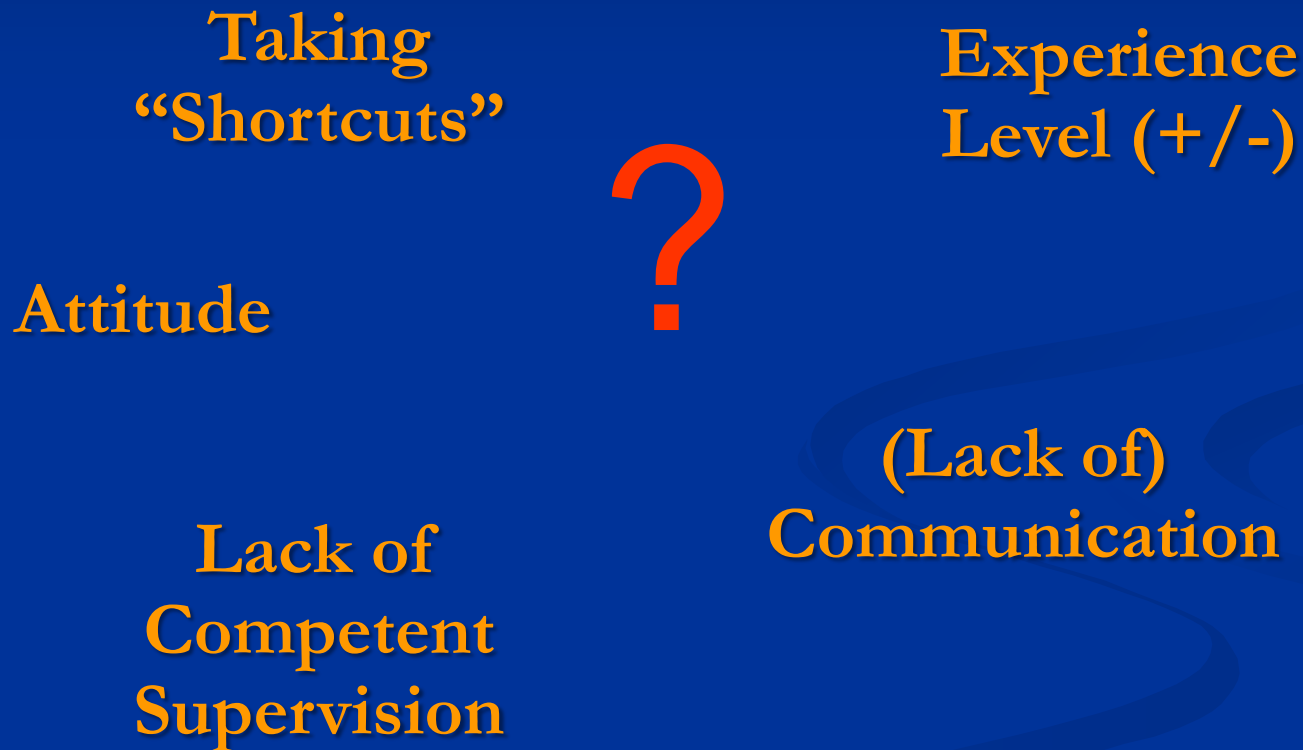 Taking
“Shortcuts”
Experience
Level (+/-)
?
Attitude
(Lack of)
Communication
Lack of
Competent
Supervision